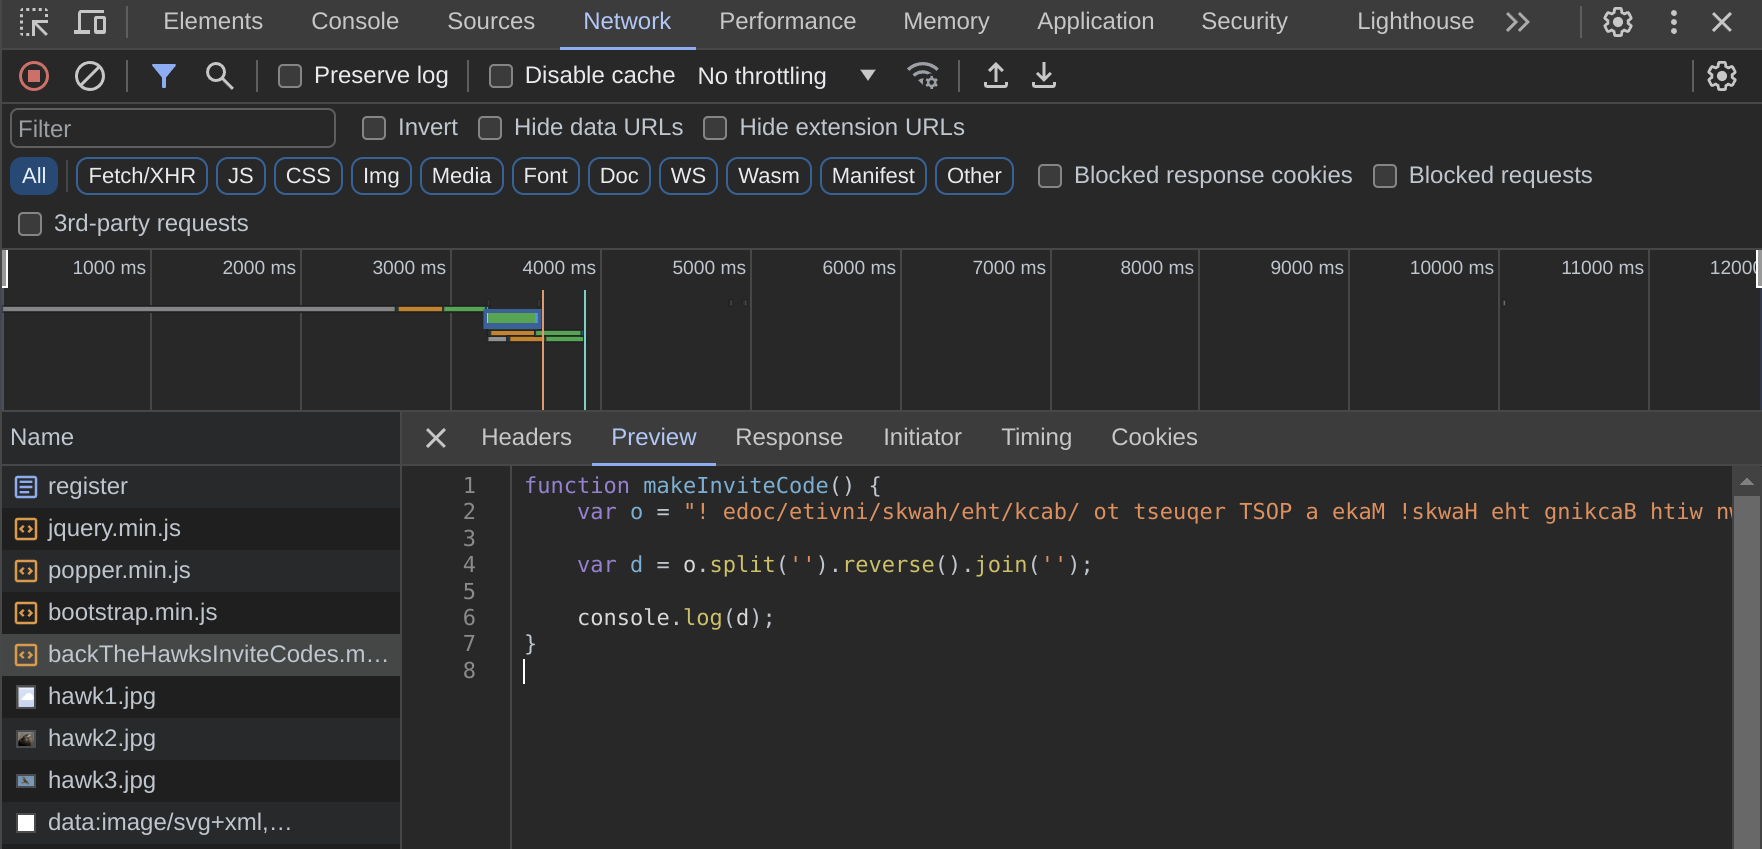 Elements Console Sources Network Performance Memory Application Security Lighthouse
Preserve log Disable cache No throttling
Filter Invert Hide data URLs Hide extension URLs
All Fetch/XHR JS CSS Img Media Font Doc WS Wasm Manifest Other Blocked response cookies Blocked requests
3rd-party requests
1000 ms 2000 ms 3000 ms 4000 ms 5000 ms 6000 ms 7000 ms 8000 ms 9000 ms 10000 ms 11000 ms 12000
Name
register
jquery.min.js
popper.min.js
bootstrap.min.js
backTheHawksInviteCodes.m…
hawk1.jpg
hawk2.jpg
hawk3.jpg
data:image/svg+xml,…
Headers Preview Response Initiator Timing Cookies
1 function makeInviteCode() {
2 var o = "! edoc/etivni/skwah/eht/kcab/ ot tseuqer TSOP a ekaM !skwaH eht gnikcaB htiw
3
4 var d = o.split('').reverse().join('');
5
6 console.log(d);
7 }
8